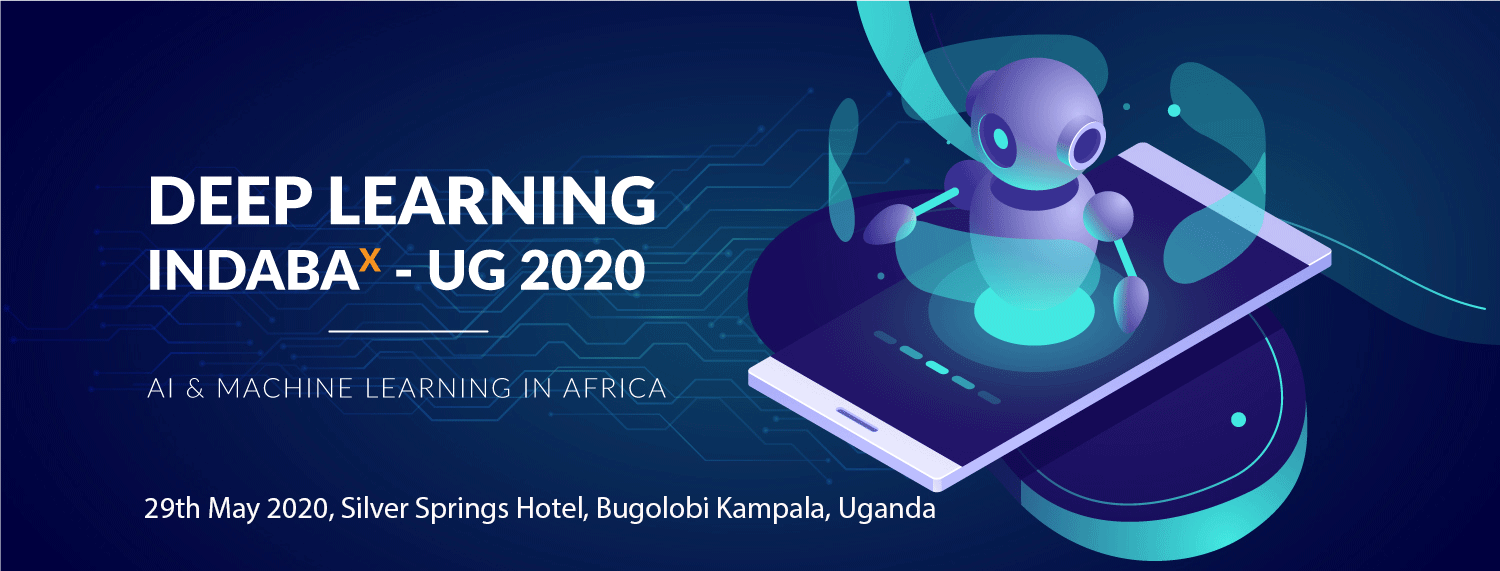 DEEP LEARNING
INDABAX - UG 2020
AI & MACHINE LEARNING IN AFRICA
29th May 2020, Silver Springs Hotel, Bugolobi Kampala, Uganda